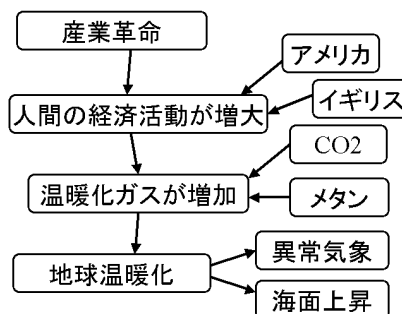 産業革命
アメリカ
人間の経済活動が増大
イギリス
CO2
温暖化ガスが増加
メタン
異常気象
地球温暖化
海面上昇